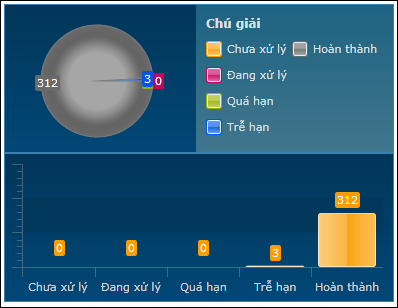 Chú giải
Chưa xử lý Hoàn thành
Đang xử lý
Quá hạn
Trễ hạn
312 3 0
0 0 0 3 312
Chưa xử lý Đang xử lý Quá hạn Trễ hạn Hoàn thành